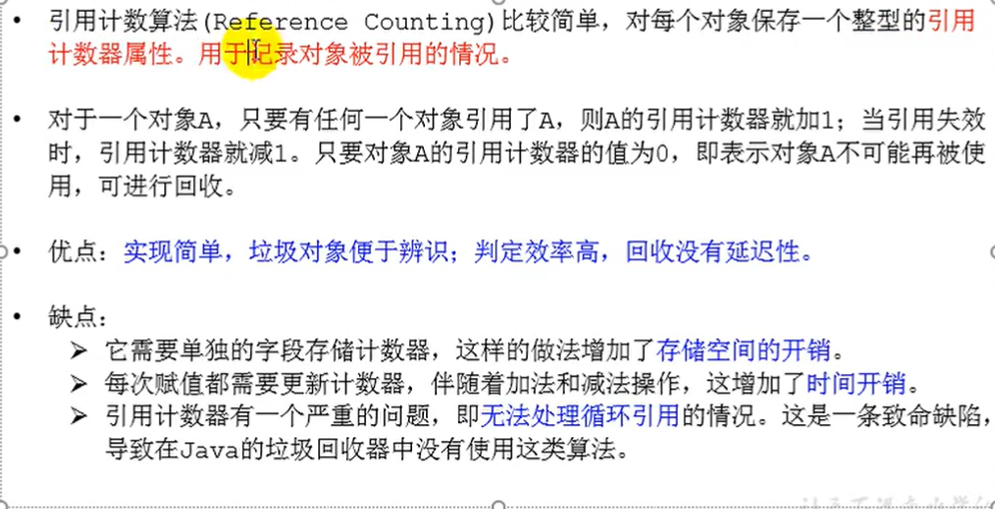 • 引用计数算法(Reference Counting)比较简单，对每个对象保存一个整型的引用
计数器属性。用于记录对象被引用的情况。
• 对于一个对象A，只要有任何一个对象引用了A，则A的引用计数器就加1；当引用失效
时，引用计数器就减1。只要对象A的引用计数器的值为0，即表示对象A不可能再被使
用，可进行回收。
• 优点：实现简单，垃圾对象便于辨识；判定效率高，回收没有延迟性。
• 缺点：
➢ 它需要单独的字段存储计数器，这样的做法增加了存储空间的开销。
➢ 每次赋值都需要更新计数器，伴随着加法和减法操作，这增加了时间开销。
➢ 引用计数器有一个严重的问题，即无法处理循环引用的情况。这是一条致命缺陷，
导致在Java的垃圾回收器中没有使用这类算法。